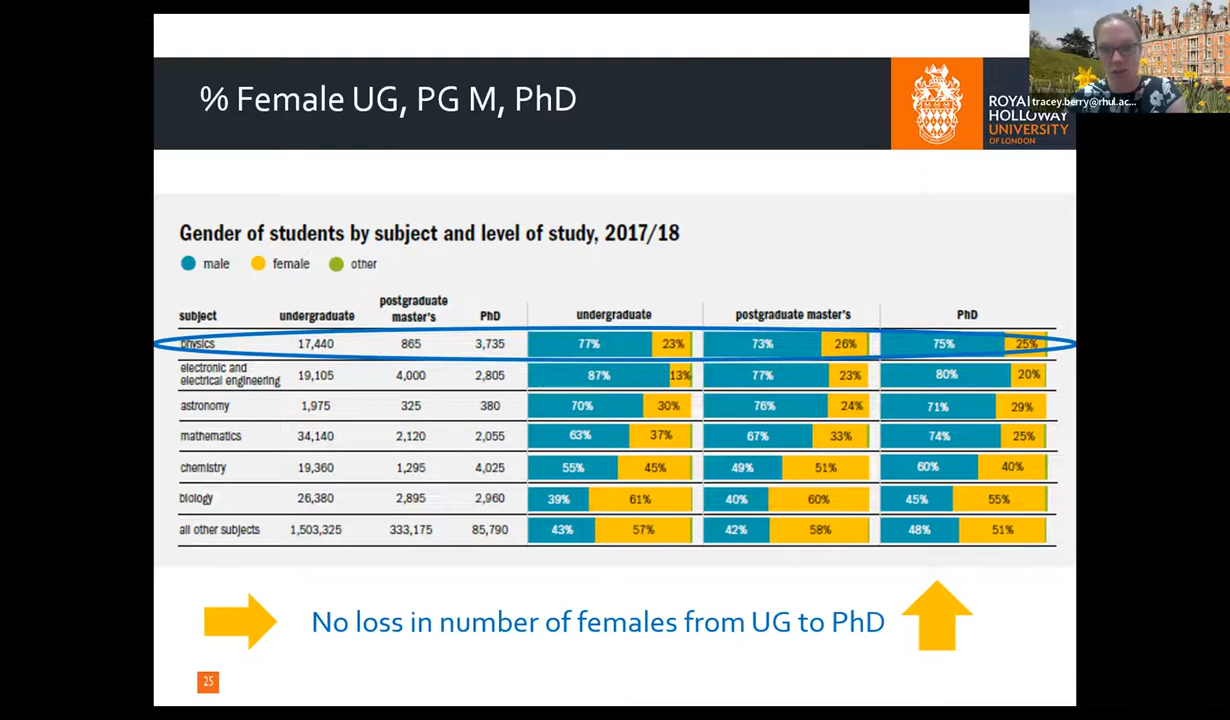 % Female UG, PG M, PhD
ROYAL
HOLLOWAY
UNIVERSITY
OF LONDON
tracey.berry@rhul.ac...
Gender of students by subject and level of study, 2017/18
male female other
subject undergraduate postgraduate master's PhD undergraduate postgraduate master's PhD
physics 17,440 865 3,735 77% 23% 73% 26% 75% 25%
electronic and
electrical engineering 19,105 4,000 2,805 87% 13% 77% 23% 80% 20%
astronomy 1,975 325 380 70% 30% 76% 24% 71% 29%
mathematics 34,140 2,120 2,055 63% 37% 67% 33% 74% 25%
chemistry 19,360 1,295 4,025 55% 45% 49% 51% 60% 40%
biology 26,380 2,895 2,960 39% 61% 40% 60% 45% 55%
all other subjects 1,503,325 333,175 85,790 43% 57% 42% 58% 48% 51%
No loss in number of females from UG to PhD
25